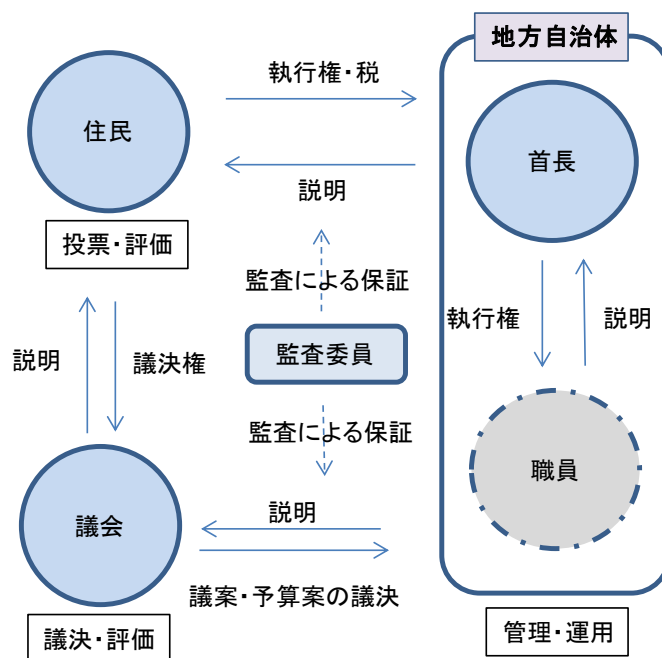 地方自治体
執行権・税
住民
首長
説明
投票・評価
監査による保証
執行権
説明
監査委員
説明
議決権
監査による保証
職員
議会
説明
議案・予算案の議決
議決・評価
管理・運用